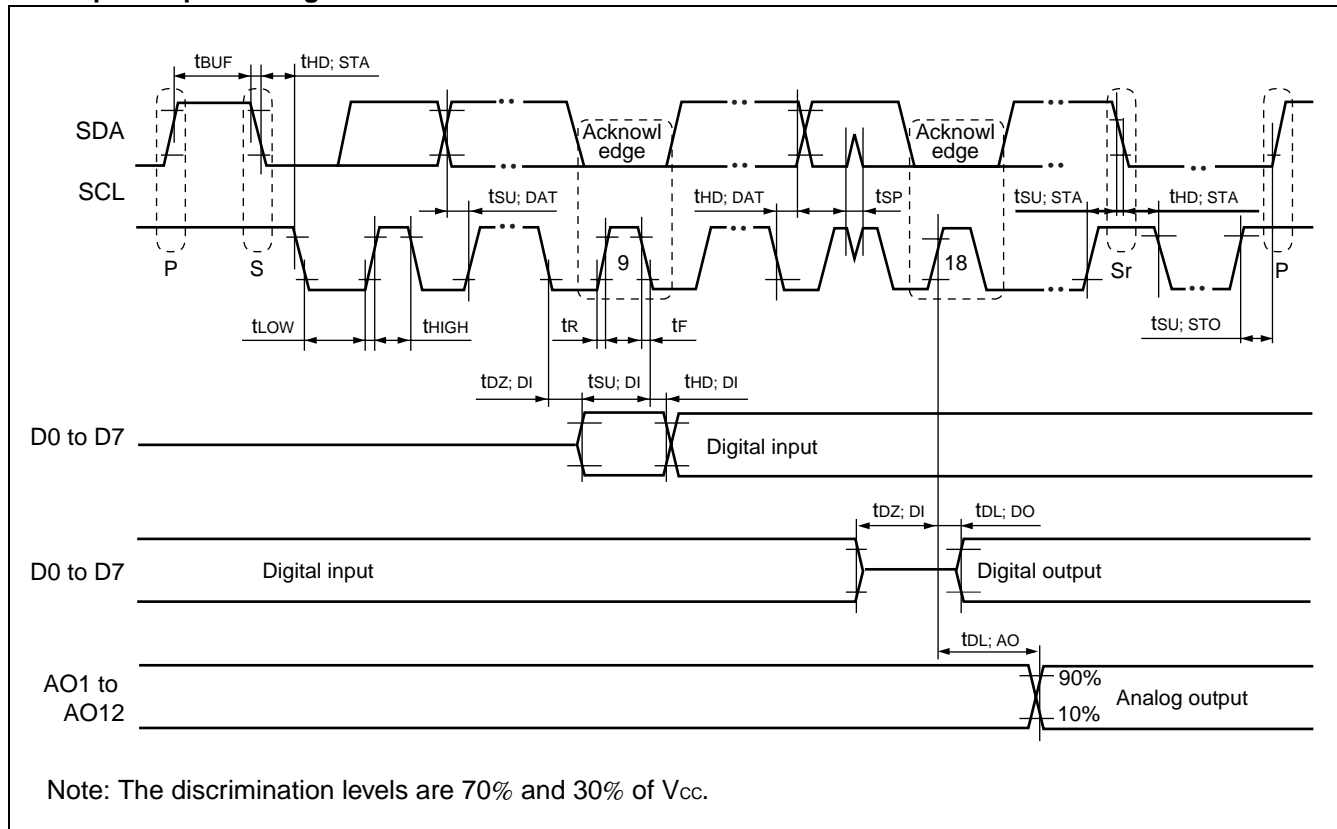 tBUF
tHD; STA
SDA
Acknowl
edge
Acknowl
edge
SCL
tSU; DAT
tHD; DAT
tSP
tSU; STA
tHD; STA
P
S
9
18
Sr
P
tLOW
tHIGH
tR
tF
tSU; STO
tDZ; DI
tSU; DI
tHD; DI
D0 to D7
Digital input
tDZ; DI
tDL; DO
D0 to D7
Digital input
Digital output
tDL; AO
AO1 to
AO12
90%
10%
Analog output
Note: The discrimination levels are 70% and 30% of Vcc.